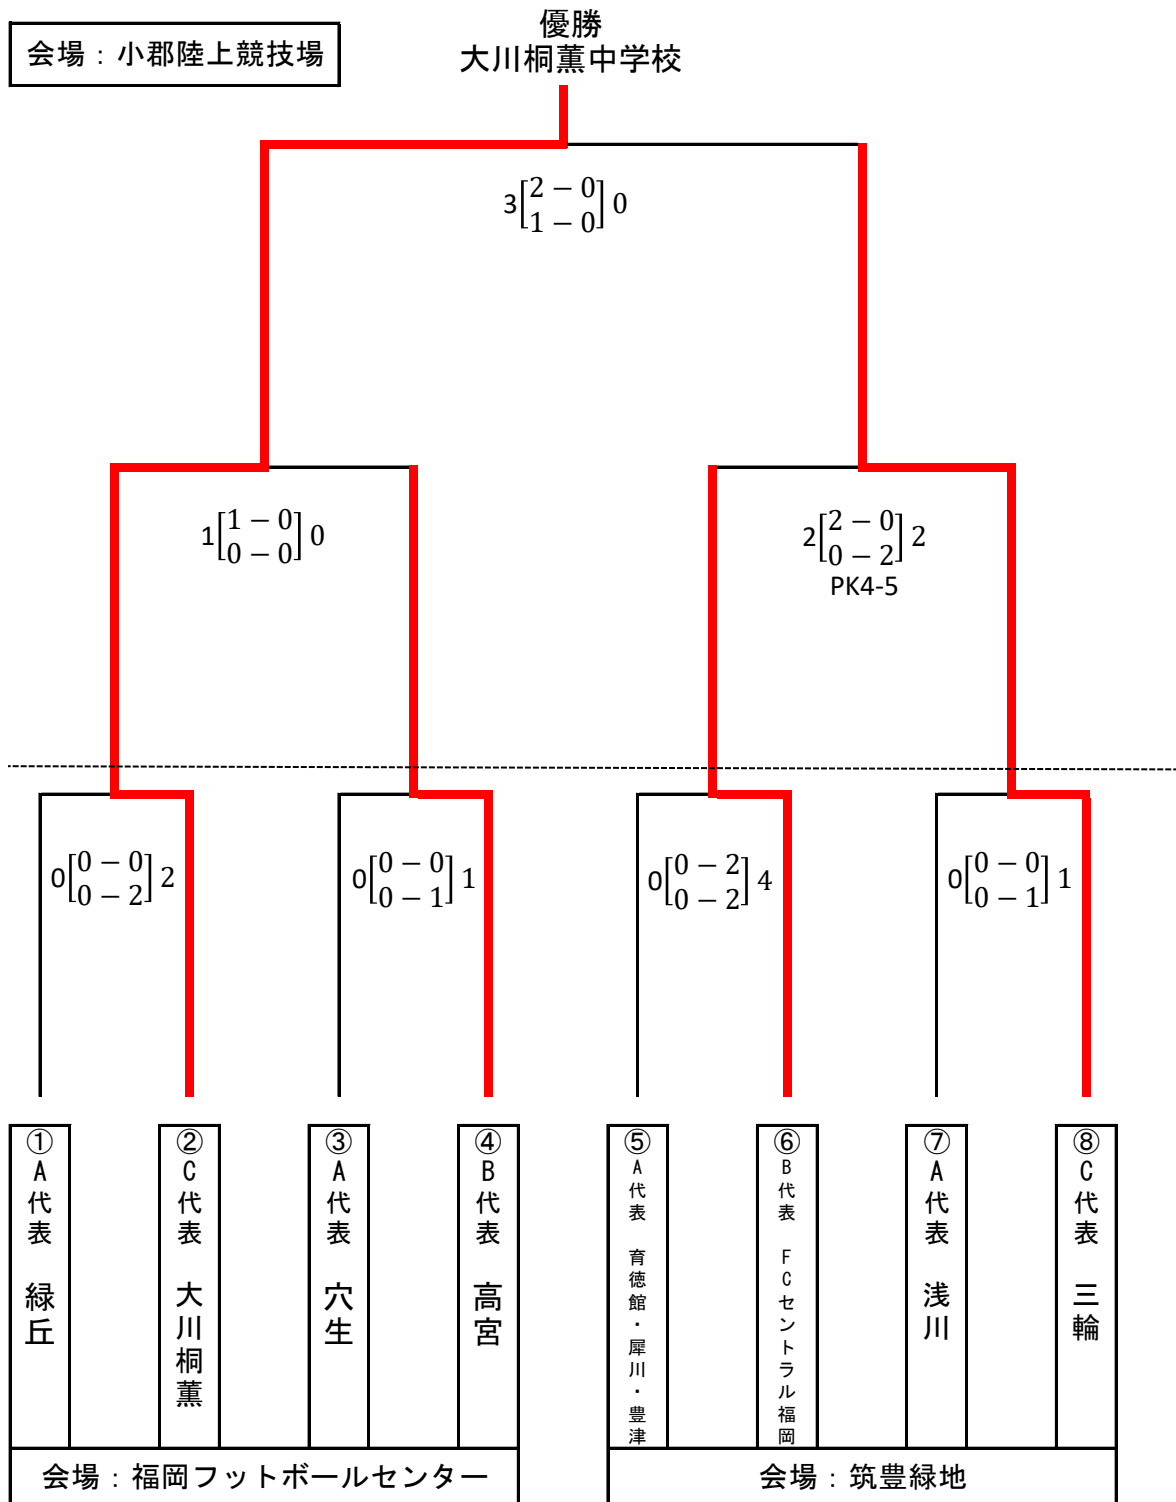 会場：小郡陸上競技場
優勝
大川桐薫中学校
3[2 － 0
1 － 0] 0
1[1 － 0
0 － 0] 0
2[2 － 0
0 － 2] 2
PK4-5
0[0 － 0
0 － 2] 2
0[0 － 0
0 － 1] 1
0[0 － 2
0 － 2] 4
0[0 － 0
0 － 1] 1
①A代表　緑丘
②C代表　大川桐薫
③A代表　穴生
④B代表　高宮
⑤A代表　育徳館・犀川・豊津
⑥B代表　FCセントラル福岡
⑦A代表　浅川
⑧C代表　三輪
会場：福岡フットボールセンター
会場：筑豊緑地